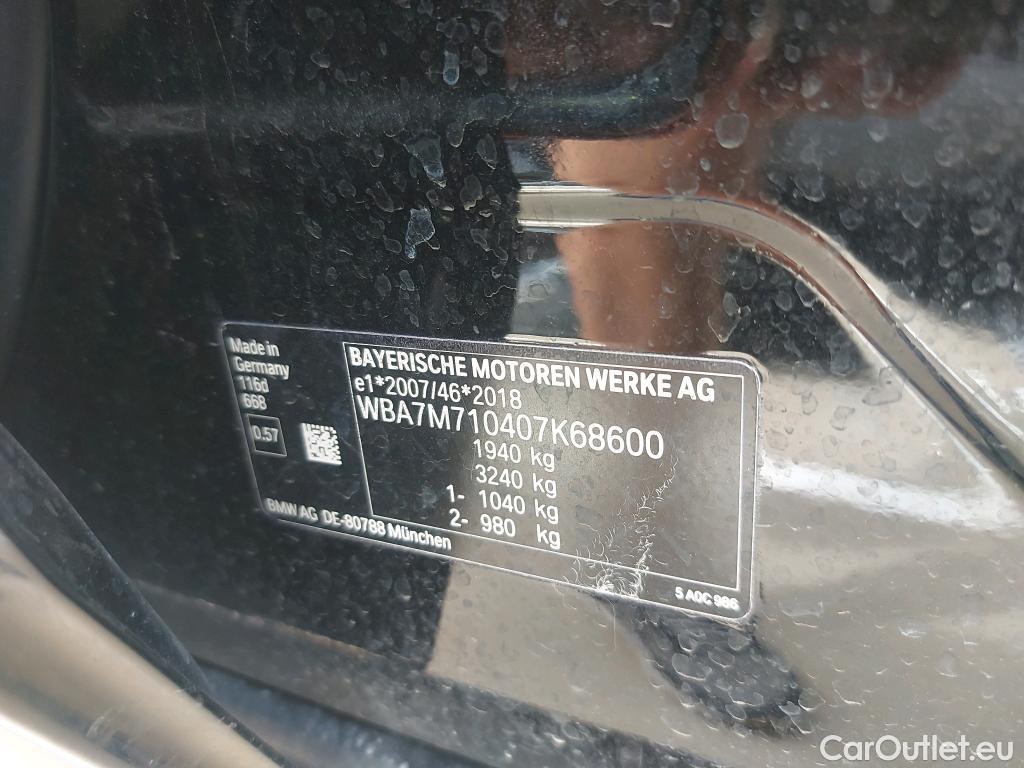 Made in
Germany
116d
668
0.57
BAYERISCHE MOTOREN WERKE AG
e1*2007/46*2018
WBA7M710407K68600
1940 kg
3240 kg
1- 1040 kg
2- 980 kg
BMW AG DE-80788 München
5 A0C 966
CarOutlet.eu